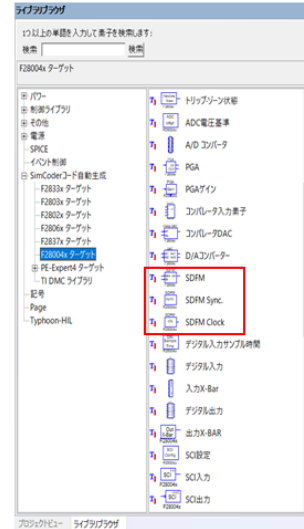 ライブラリブラウザ
1つ以上の単語を入力して素子を検索します:
検索 検索
F28004x ターゲット
パワー
制御ライブラリ
その他
電源
SPICE
イベント制御
SimCoderコード自動生成
F2833x ターゲット
F2803x ターゲット
F2802x ターゲット
F2806x ターゲット
F2837x ターゲット
F28004x ターゲット
PE-Expert4 ターゲット
TI DMC ライブラリ
記号
Page
Typhoon-HIL
トリップ・ゾーン状態
ADC電圧基準
A/D コンバータ
PGA
PGAゲイン
コンパレータ入力素子
コンパレータDAC
D/Aコンバーター
SDFM
SDFM Sync.
SDFM Clock
デジタル入力サンプル時間
デジタル入力
入力X-Bar
デジタル出力
出力X-BAR
SCI設定
SCI入力
SCI出力
プロジェクトビュー ライブラリブラウザ